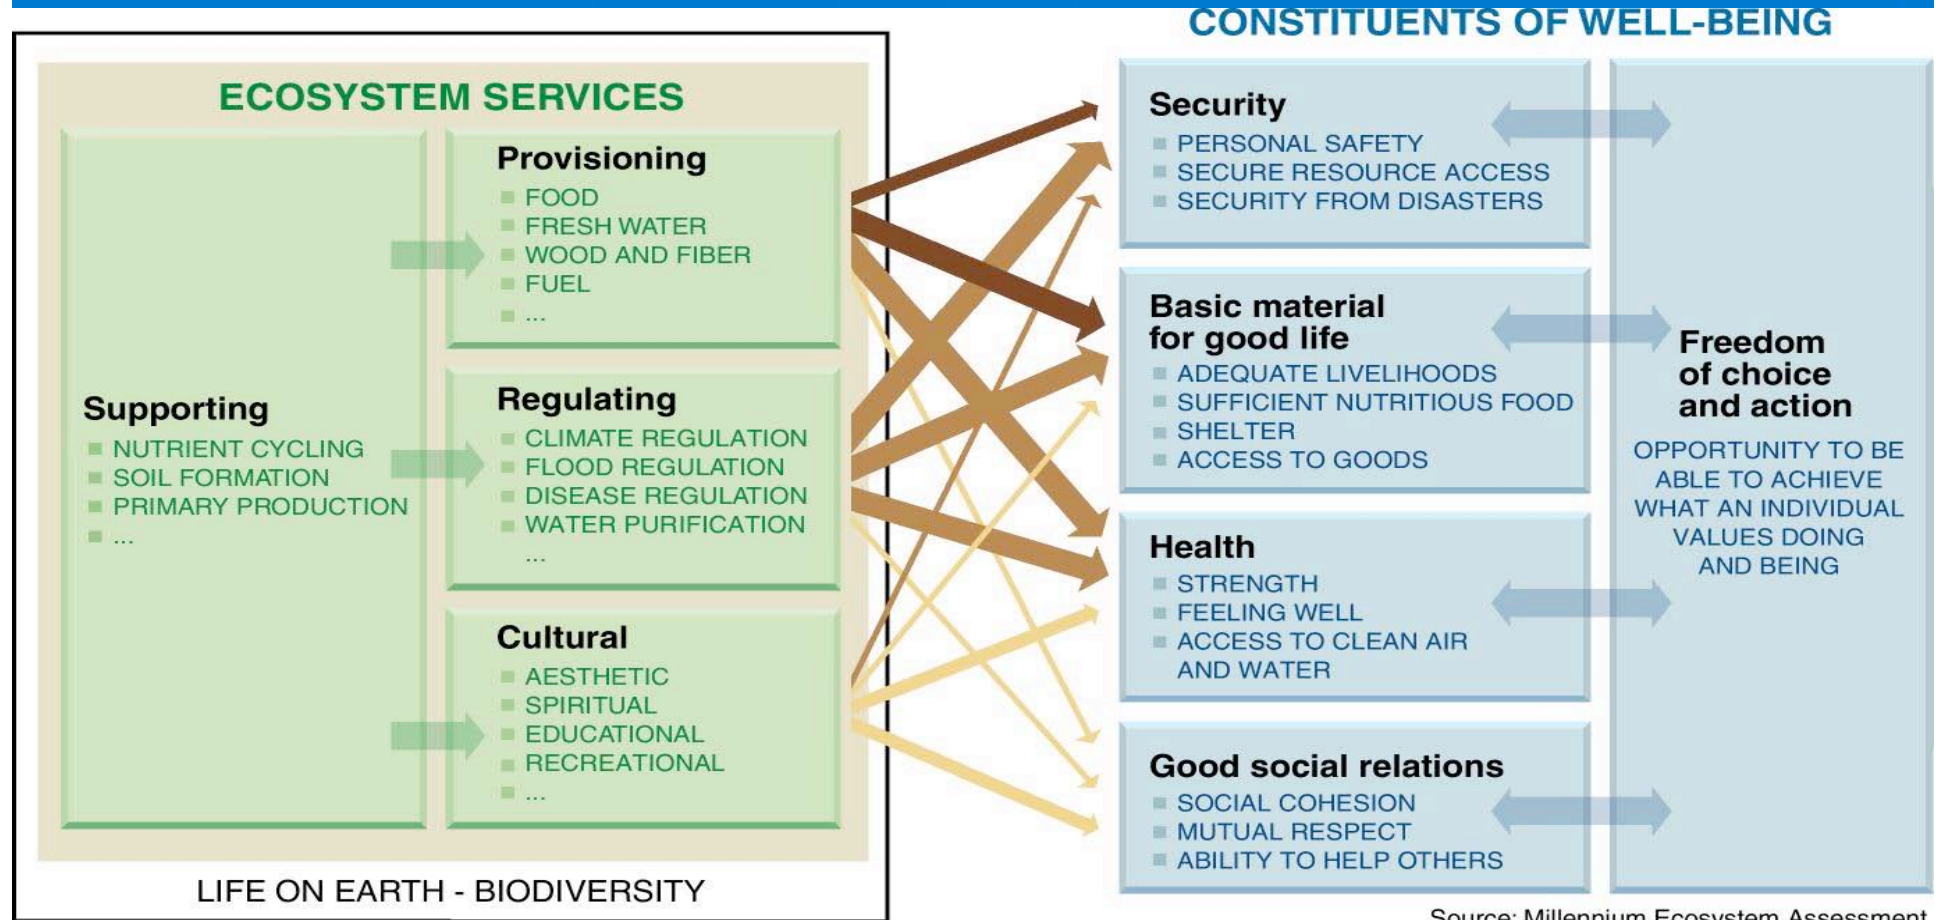 CONSTITUENTS OF WELL-BEING
ECOSYSTEM SERVICES
Supporting
NUTRIENT CYCLING
SOIL FORMATION
PRIMARY PRODUCTION
...
Provisioning
FOOD
FRESH WATER
WOOD AND FIBER
FUEL
...
Regulating
CLIMATE REGULATION
FLOOD REGULATION
DISEASE REGULATION
WATER PURIFICATION
...
Cultural
AESTHETIC
SPIRITUAL
EDUCATIONAL
RECREATIONAL
...
LIFE ON EARTH - BIODIVERSITY
Security
PERSONAL SAFETY
SECURE RESOURCE ACCESS
SECURITY FROM DISASTERS
Basic material
for good life
ADEQUATE LIVELIHOODS
SUFFICIENT NUTRITIOUS FOOD
SHELTER
ACCESS TO GOODS
Health
STRENGTH
FEELING WELL
ACCESS TO CLEAN AIR
AND WATER
Good social relations
SOCIAL COHESION
MUTUAL RESPECT
ABILITY TO HELP OTHERS
Freedom
of choice
and action
OPPORTUNITY TO BE
ABLE TO ACHIEVE
WHAT AN INDIVIDUAL
VALUES DOING
AND BEING
Source: Millennium Ecosystem Assessment